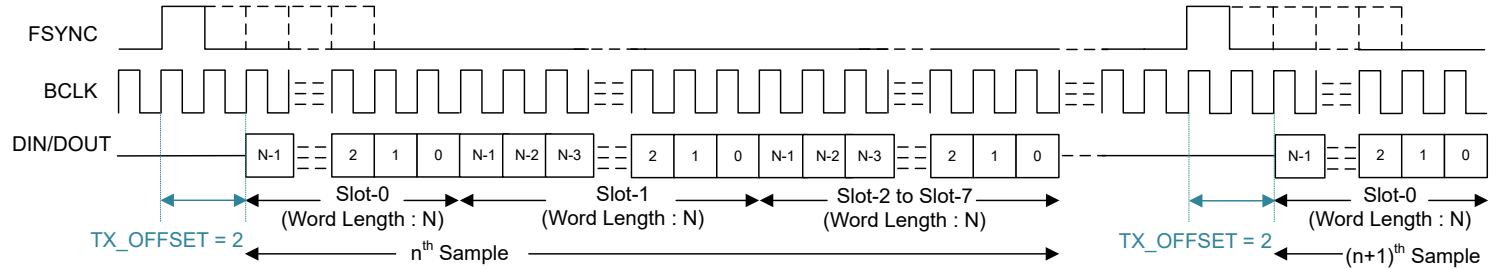 FSYNC
BCLK
DIN/DOUT
N-1 2 1 0 N-1 N-2 N-3 2 1 0 N-1 N-2 N-3 2 1 0 N-1 2 1 0
Slot-0 Slot-1 Slot-2 to Slot-7 Slot-0
(Word Length : N) (Word Length : N) (Word Length : N) (Word Length : N)
TX_OFFSET = 2 nth Sample TX_OFFSET = 2 (n+1)th Sample